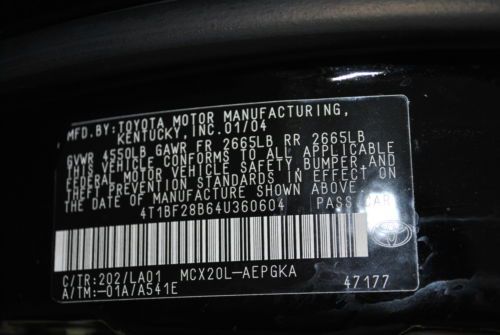 MFD.BY:TOYOTA MOTOR MANUFACTURING,
KENTUCKY, INC. 01/04
GVWR 4550LB GAWR FR 2665LB RR 2665LB
THIS VEHICLE CONFORMS TO ALL APPLICABLE
FEDERAL MOTOR VEHICLE SAFETY, BUMPER, AND
THEFT PREVENTION STANDARDS IN EFFECT ON
THE DATE OF MANUFACTURE SHOWN ABOVE.
4T1BF28B64U360604 PASS CAR
C/TR:202/LA01 MCX20L-AEPGKA
A/TM:-01A/A541E 47177